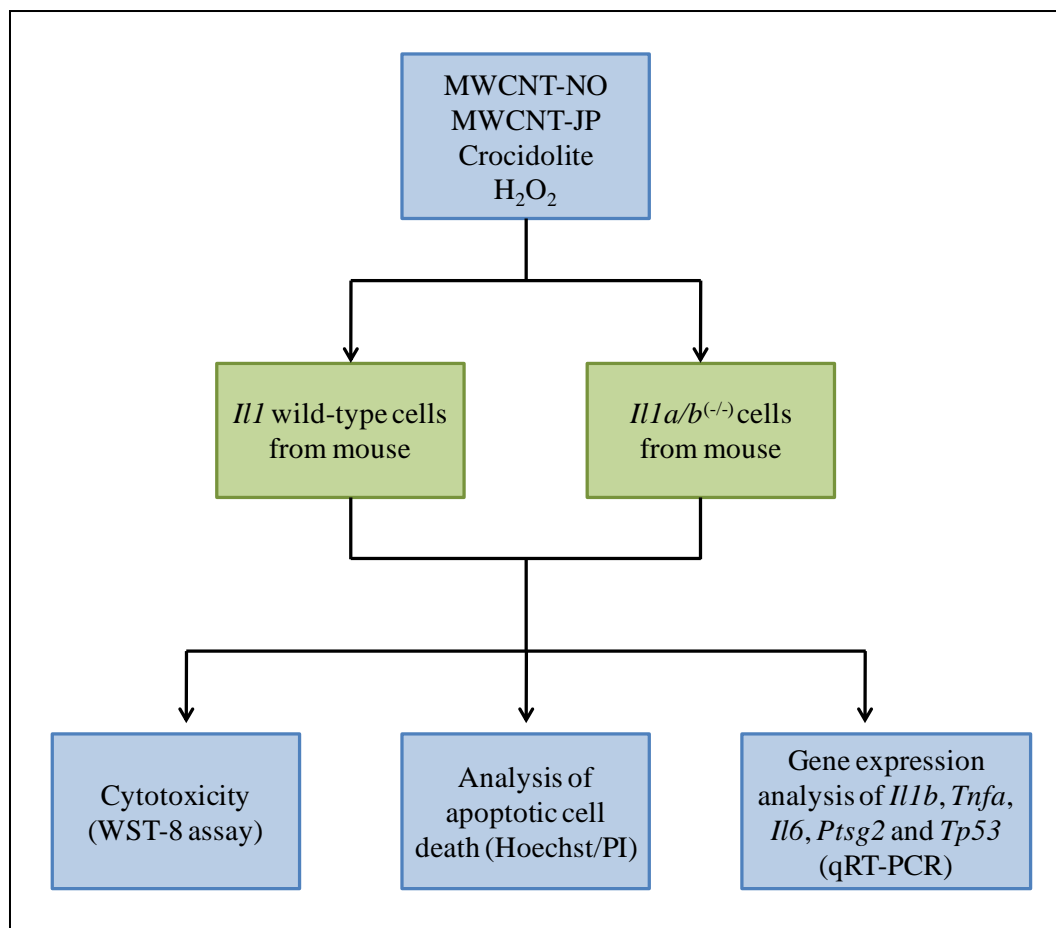 MWCNT-NO
MWCNT-JP
Crocidolite
H₂O₂
Il1 wild-type cells
from mouse
Il1a/b⁽⁻/⁻⁾ cells
from mouse
Cytotoxicity
(WST-8 assay)
Analysis of
apoptotic cell
death (Hoechst/PI)
Gene expression
analysis of Il1b, Tnfa,
Il6, Ptsg2 and Tp53
(qRT-PCR)